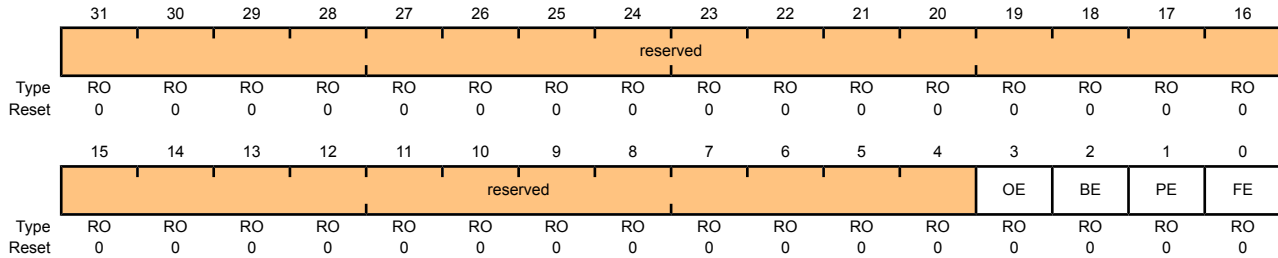 31 30 29 28 27 26 25 24 23 22 21 20 19 18 17 16
reserved
Type RO RO RO RO RO RO RO RO RO RO RO RO RO RO RO RO
Reset 0 0 0 0 0 0 0 0 0 0 0 0 0 0 0 0
15 14 13 12 11 10 9 8 7 6 5 4 3 2 1 0
reserved OE BE PE FE
Type RO RO RO RO RO RO RO RO RO RO RO RO RO RO RO RO
Reset 0 0 0 0 0 0 0 0 0 0 0 0 0 0 0 0